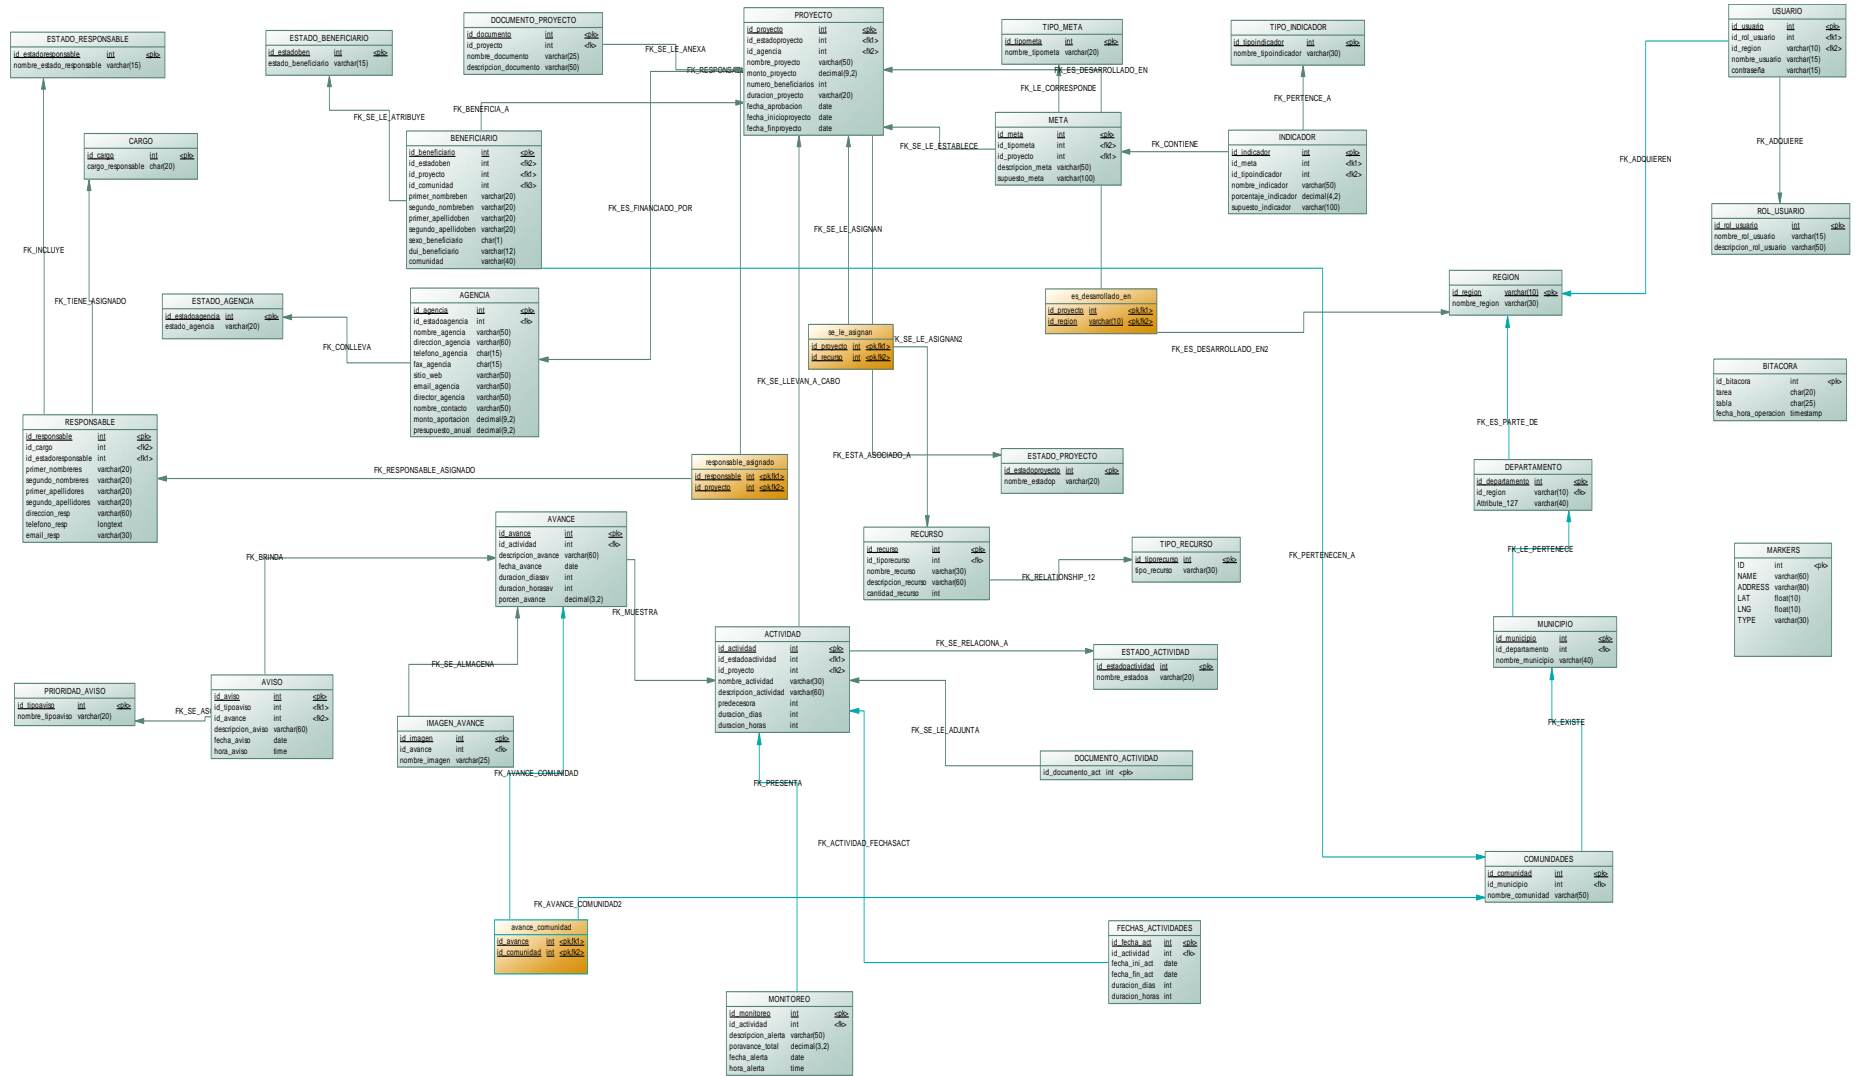 ESTADO_RESPONSABLE
id_estadoresponsable int <pk>
nombre_estado_responsable varchar(15)
ESTADO_BENEFICIARIO
id_estadoben int <pk>
estado_beneficiario varchar(15)
DOCUMENTO_PROYECTO
id_documento int <pk>
id_proyecto int <fk>
nombre_documento varchar(25)
descripcion_documento varchar(50)
PROYECTO
id_proyecto int <pk>
id_estadoproyecto int <fk1>
id_agencia int <fk2>
nombre_proyecto varchar(50)
monto_proyecto decimal(9,2)
numero_beneficiarios int
duracion_proyecto varchar(20)
fecha_aprobacion date
fecha_inicioproyecto date
fecha_finproyecto date
TIPO_META
id_tipometa int <pk>
nombre_tipometa varchar(20)
TIPO_INDICADOR
id_tipoindicador int <pk>
nombre_tipoindicador varchar(30)
USUARIO
id_usuario int <pk>
id_rol_usuario int <fk1>
id_region varchar(10) <fk2>
nombre_usuario varchar(15)
contraseña varchar(15)
FK_SE_LE_ANEXA
FK_RESPONSA
FK_ES_DESARROLLADO_EN
FK_LE_CORRESPONDE
FK_PERTENCE_A
FK_BENEFICIA_A
FK_SE_LE_ATRIBUYE
CARGO
id_cargo int <pk>
cargo_responsable char(20)
BENEFICIARIO
id_beneficiario int <pk>
id_estadoben int <fk2>
id_proyecto int <fk1>
id_comunidad int <fk3>
primer_nombreben varchar(20)
segundo_nombreben varchar(20)
primer_apellidoben varchar(20)
segundo_apellidoben varchar(20)
sexo_beneficiario char(1)
dui_beneficiario varchar(12)
comunidad varchar(40)
META
id_meta int <pk>
id_tipometa int <fk2>
id_proyecto int <fk1>
descripcion_meta varchar(50)
supuesto_meta varchar(100)
FK_SE_LE_ESTABLECE
FK_CONTIENE
INDICADOR
id_indicador int <pk>
id_meta int <fk1>
id_tipoindicador int <fk2>
nombre_indicador varchar(50)
porcentaje_indicador decimal(4,2)
supuesto_indicador varchar(100)
FK_ADQUIEREN
FK_ADQUIERE
ROL_USUARIO
id_rol_usuario int <pk>
nombre_rol_usuario varchar(15)
descripcion_rol_usuario varchar(50)
FK_ES_FINANCIADO_POR
FK_SE_LE_ASIGNAN
FK_INCLUYE
FK_TIENE_ASIGNADO
ESTADO_AGENCIA
id_estadoagencia int <pk>
estado_agencia varchar(20)
FK_CONLLEVA
AGENCIA
id_agencia int <pk>
id_estadoagencia int <fk>
nombre_agencia varchar(50)
direccion_agencia varchar(60)
telefono_agencia char(15)
fax_agencia char(15)
sitio_web varchar(50)
email_agencia varchar(50)
director_agencia varchar(50)
nombre_contacto varchar(50)
monto_aportacion decimal(9,2)
presupuesto_anual decimal(9,2)
REGION
id_region varchar(10) <pk>
nombre_region varchar(30)
es_desarrollado_en
id_proyecto int <pk,fk1>
id_region varchar(10) <pk,fk2>
se_le_asignan
id_proyecto int <pk,fk1>
id_recurso int <pk,fk2>
K_SE_LE_ASIGNAN2
FK_ES_DESARROLLADO_EN2
FK_SE_LLEVAN_A_CABO
BITACORA
id_bitacora int <pk>
tarea char(20)
tabla char(25)
fecha_hora_operacion timestamp
RESPONSABLE
id_responsable int <pk>
id_cargo int <fk2>
id_estadoresponsable int <fk1>
primer_nombreres varchar(20)
segundo_nombreres varchar(20)
primer_apellidores varchar(20)
segundo_apellidores varchar(20)
direccion_resp varchar(60)
telefono_resp longtext
email_resp varchar(30)
FK_RESPONSABLE_ASIGNADO
responsable_asignado
id_responsable int <pk,fk1>
id_proyecto int <pk,fk2>
FK_ESTA_ASOCIADO_A
ESTADO_PROYECTO
id_estadoproyecto int <pk>
nombre_estadop varchar(20)
FK_ES_PARTE_DE
DEPARTAMENTO
id_departamento int <pk>
id_region varchar(10) <fk>
Attribute_127 varchar(40)
AVANCE
id_avance int <pk>
id_actividad int <fk>
descripcion_avance varchar(60)
fecha_avance date
duracion_diasav int
duracion_horasav int
porcen_avance decimal(3,2)
FK_BRINDA
FK_MUESTRA
RECURSO
id_recurso int <pk>
id_tiporecurso int <fk>
nombre_recurso varchar(30)
descripcion_recurso varchar(60)
cantidad_recurso int
FK_RELATIONSHIP_12
TIPO_RECURSO
id_tiporecurso int <pk>
tipo_recurso varchar(30)
FK_PERTENECEN_A
FK_LE_PERTENECE
MARKERS
ID int <pk>
NAME varchar(60)
ADDRESS varchar(80)
LAT float(10)
LNG float(10)
TYPE varchar(30)
MUNICIPIO
id_municipio int <pk>
id_departamento int <fk>
nombre_municipio varchar(40)
ACTIVIDAD
id_actividad int <pk>
id_estadoactividad int <fk1>
id_proyecto int <fk2>
nombre_actividad varchar(30)
descripcion_actividad varchar(60)
predecesora int
duracion_dias int
duracion_horas int
FK_SE_RELACIONA_A
ESTADO_ACTIVIDAD
id_estadoactividad int <pk>
nombre_estadoa varchar(20)
FK_SE_ALMACENA
PRIORIDAD_AVISO
id_tipoaviso int <pk>
nombre_tipoaviso varchar(20)
FK_SE_AS
AVISO
id_aviso int <pk>
id_tipoaviso int <fk1>
id_avance int <fk2>
descripcion_aviso varchar(60)
fecha_aviso date
hora_aviso time
IMAGEN_AVANCE
id_imagen int <pk>
id_avance int <fk>
nombre_imagen varchar(25)
FK_AVANCE_COMUNIDAD
FK_PRESENTA
FK_SE_LE_ADJUNTA
DOCUMENTO_ACTIVIDAD
id_documento_act int <pk>
FK_EXISTE
FK_ACTIVIDAD_FECHASACT
COMUNIDADES
id_comunidad int <pk>
id_municipio int <fk>
nombre_comunidad varchar(50)
FK_AVANCE_COMUNIDAD2
avance_comunidad
id_avance int <pk,fk1>
id_comunidad int <pk,fk2>
FECHAS_ACTIVIDADES
id_fecha_act int <pk>
id_actividad int <fk>
fecha_ini_act date
fecha_fin_act date
duracion_dias int
duracion_horas int
MONITOREO
id_monitoreo int <pk>
id_actividad int <fk>
descripcion_alerta varchar(50)
poravance_total decimal(3,2)
fecha_alerta date
hora_alerta time